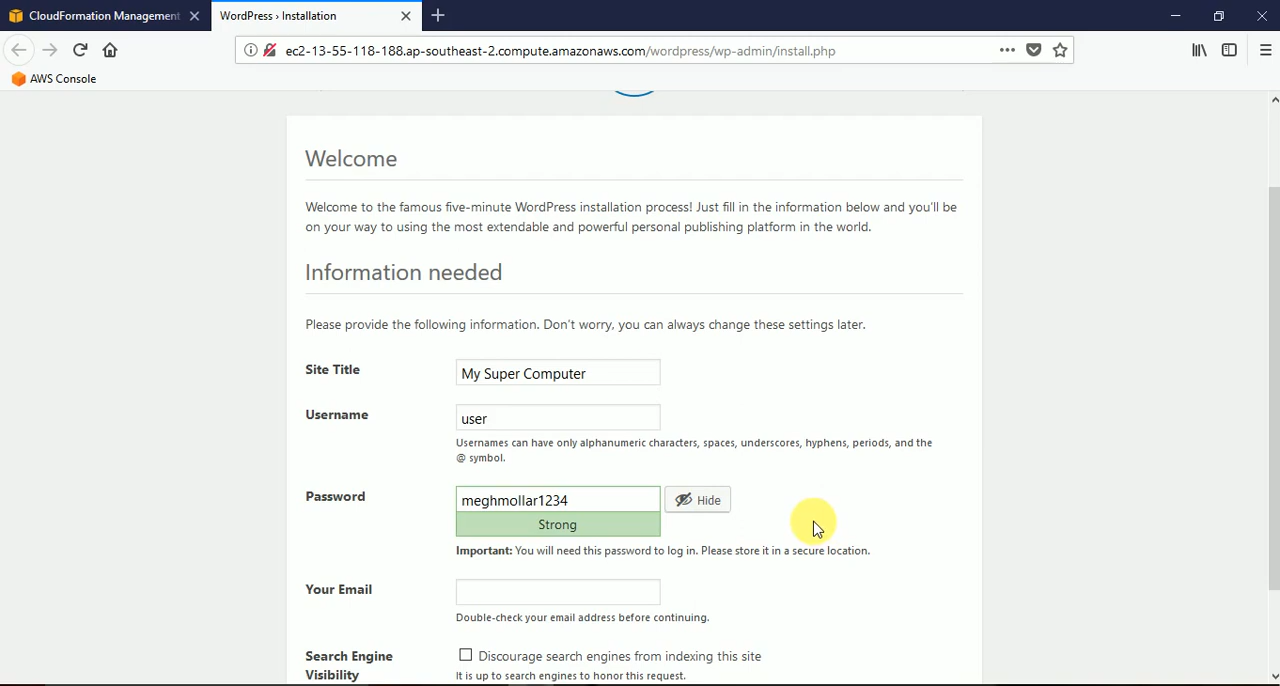 CloudFormation Management
WordPress › Installation
ec2-13-55-118-188.ap-southeast-2.compute.amazonaws.com/wordpress/wp-admin/install.php
AWS Console
Welcome
Welcome to the famous five-minute WordPress installation process! Just fill in the information below and you'll be
on your way to using the most extendable and powerful personal publishing platform in the world.
Information needed
Please provide the following information. Don't worry, you can always change these settings later.
Site Title
My Super Computer
Username
user
Usernames can have only alphanumeric characters, spaces, underscores, hyphens, periods, and the
@ symbol.
Password
meghmollar1234
Hide
Strong
Important: You will need this password to log in. Please store it in a secure location.
Your Email
Double-check your email address before continuing.
Search Engine
Visibility
Discourage search engines from indexing this site
It is up to search engines to honor this request.